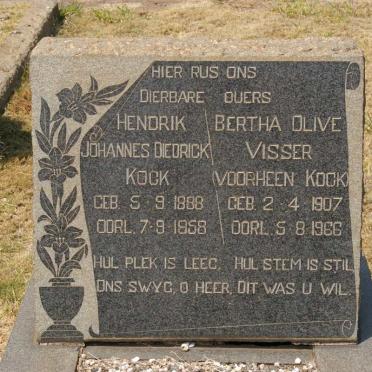 HIER RUS ONS
DIERBARE OUERS
HENDRIK
JOHANNES DIEDRICK
KOCK
GEB. 5-9-1888
OORL. 7-9-1958
BERTHA OLIVE
VISSER
(VOORHEEN KOCK)
GEB. 2-4-1907
OORL. 5-8-1966
HUL PLEK IS LEEG, HUL STEM IS STIL
ONS SWYG, O HEER, DIT WAS U WIL.